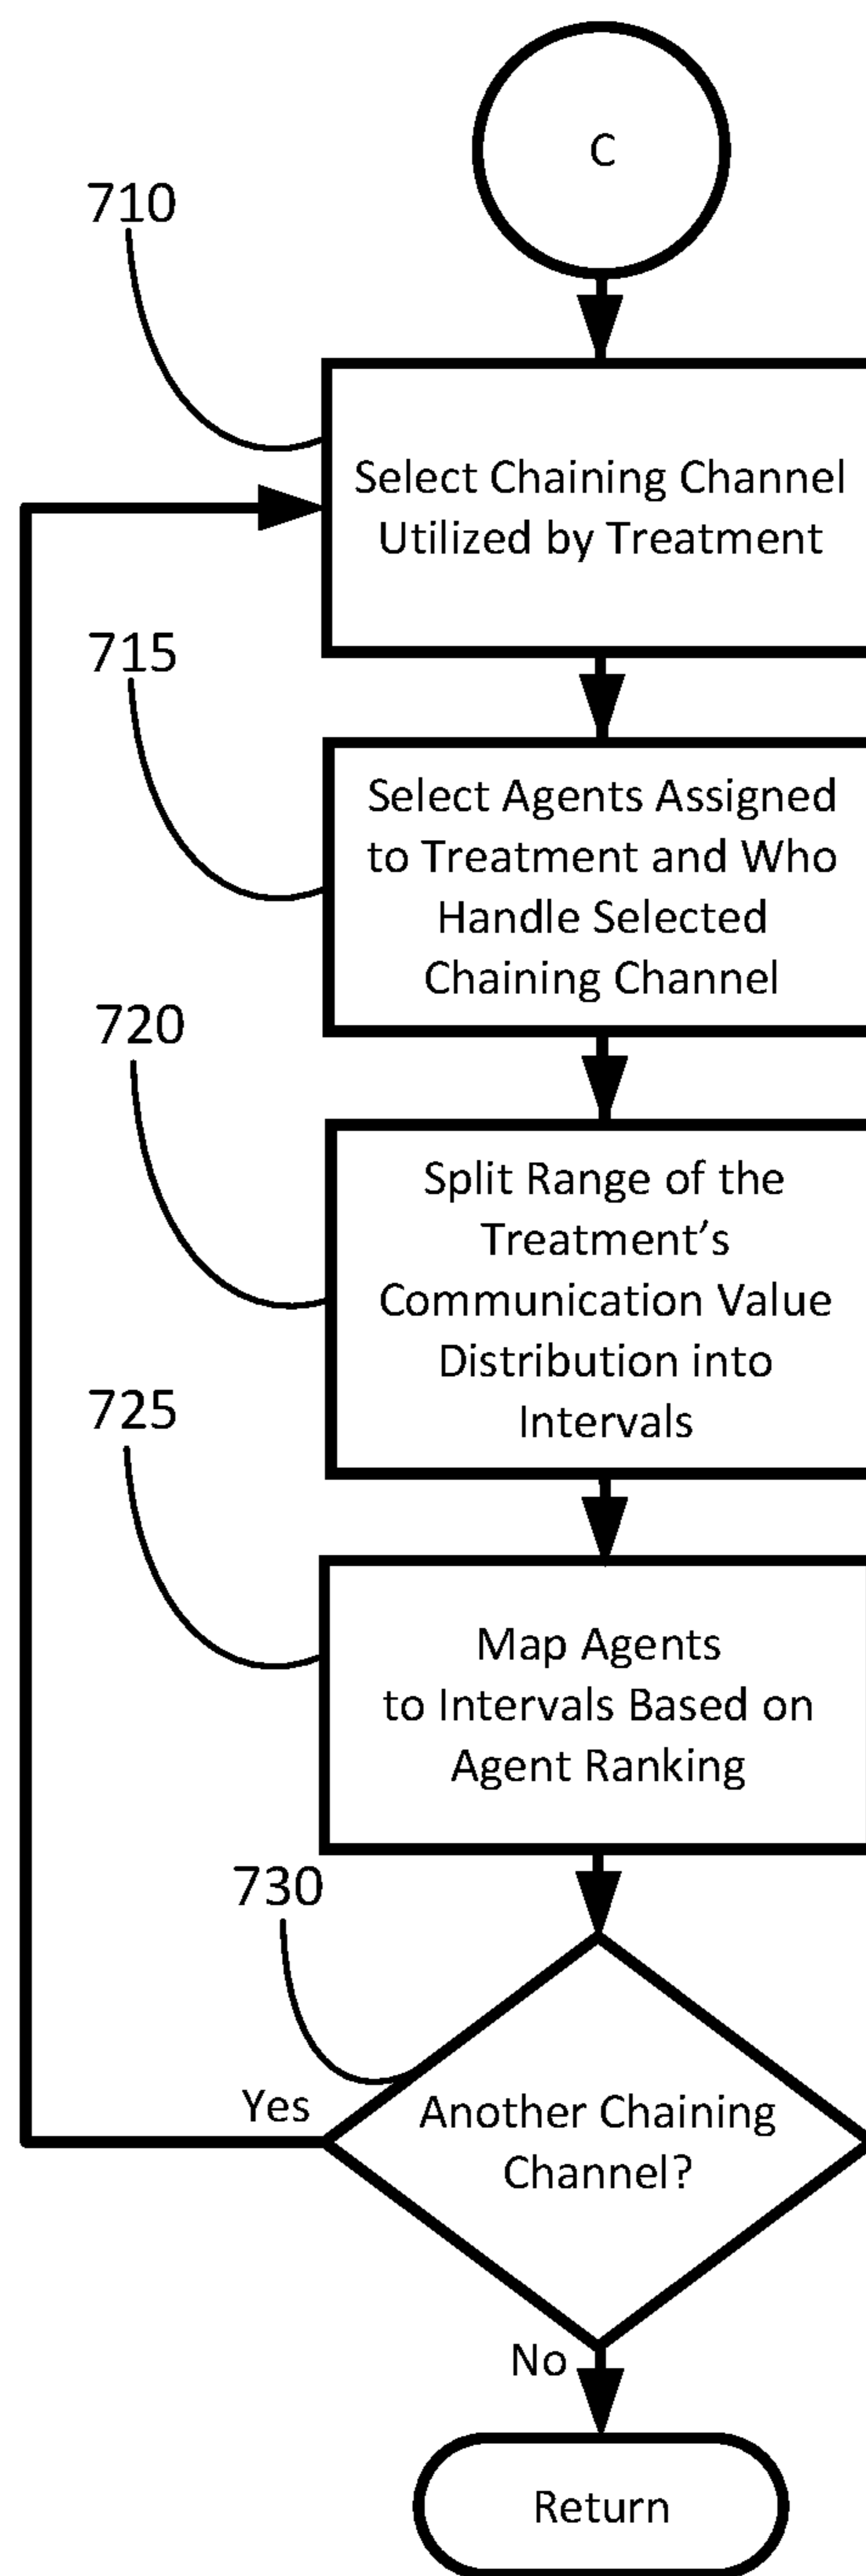 C
710
Select Chaining Channel
Utilized by Treatment
715
Select Agents Assigned
to Treatment and Who
Handle Selected
Chaining Channel
720
Split Range of the
Treatment’s
Communication Value
Distribution into
Intervals
725
Map Agents
to Intervals Based on
Agent Ranking
730
Yes
Another Chaining
Channel?
No
Return